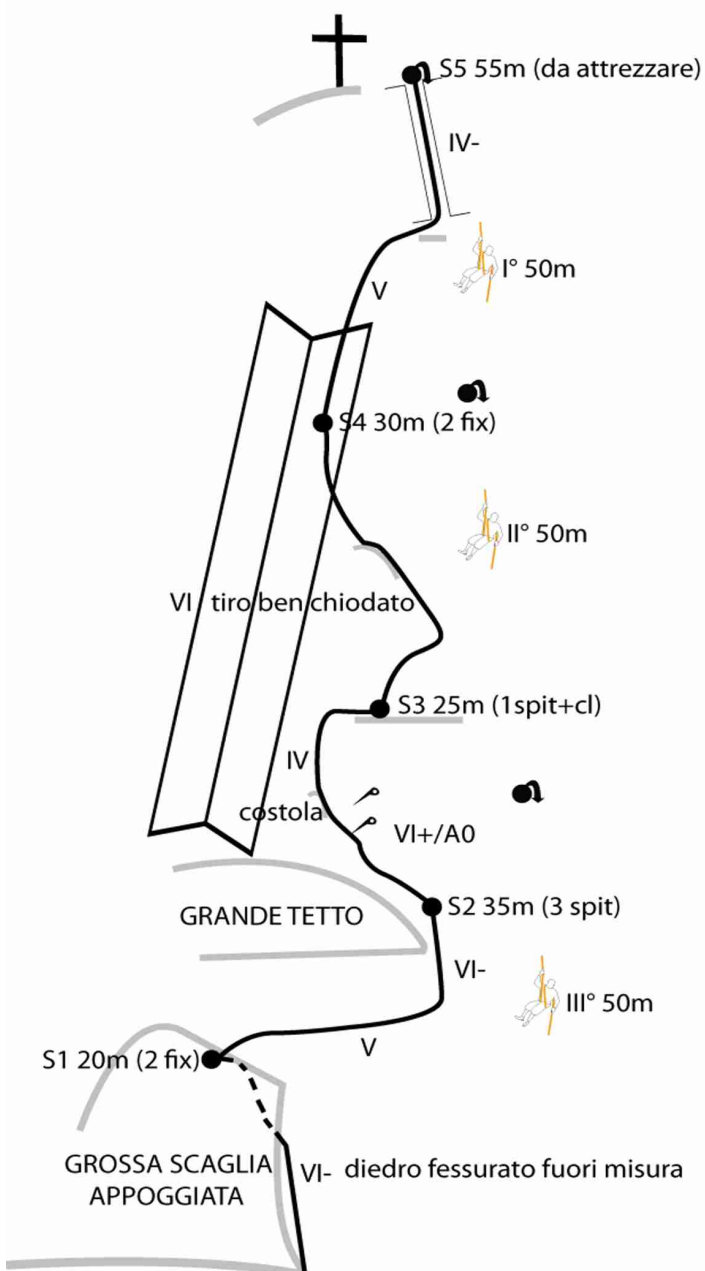 S5 55m (da attrezzare)
IV-
I° 50m
V
S4 30m (2 fix)
II° 50m
VI tiro ben chiodato
S3 25m (1spit+cl)
IV
costola
VI+/A0
S2 35m (3 spit)
GRANDE TETTO
VI-
III° 50m
V
S1 20m (2 fix)
GROSSA SCAGLIA
APPOGGIATA
VI- diedro fessurato fuori misura